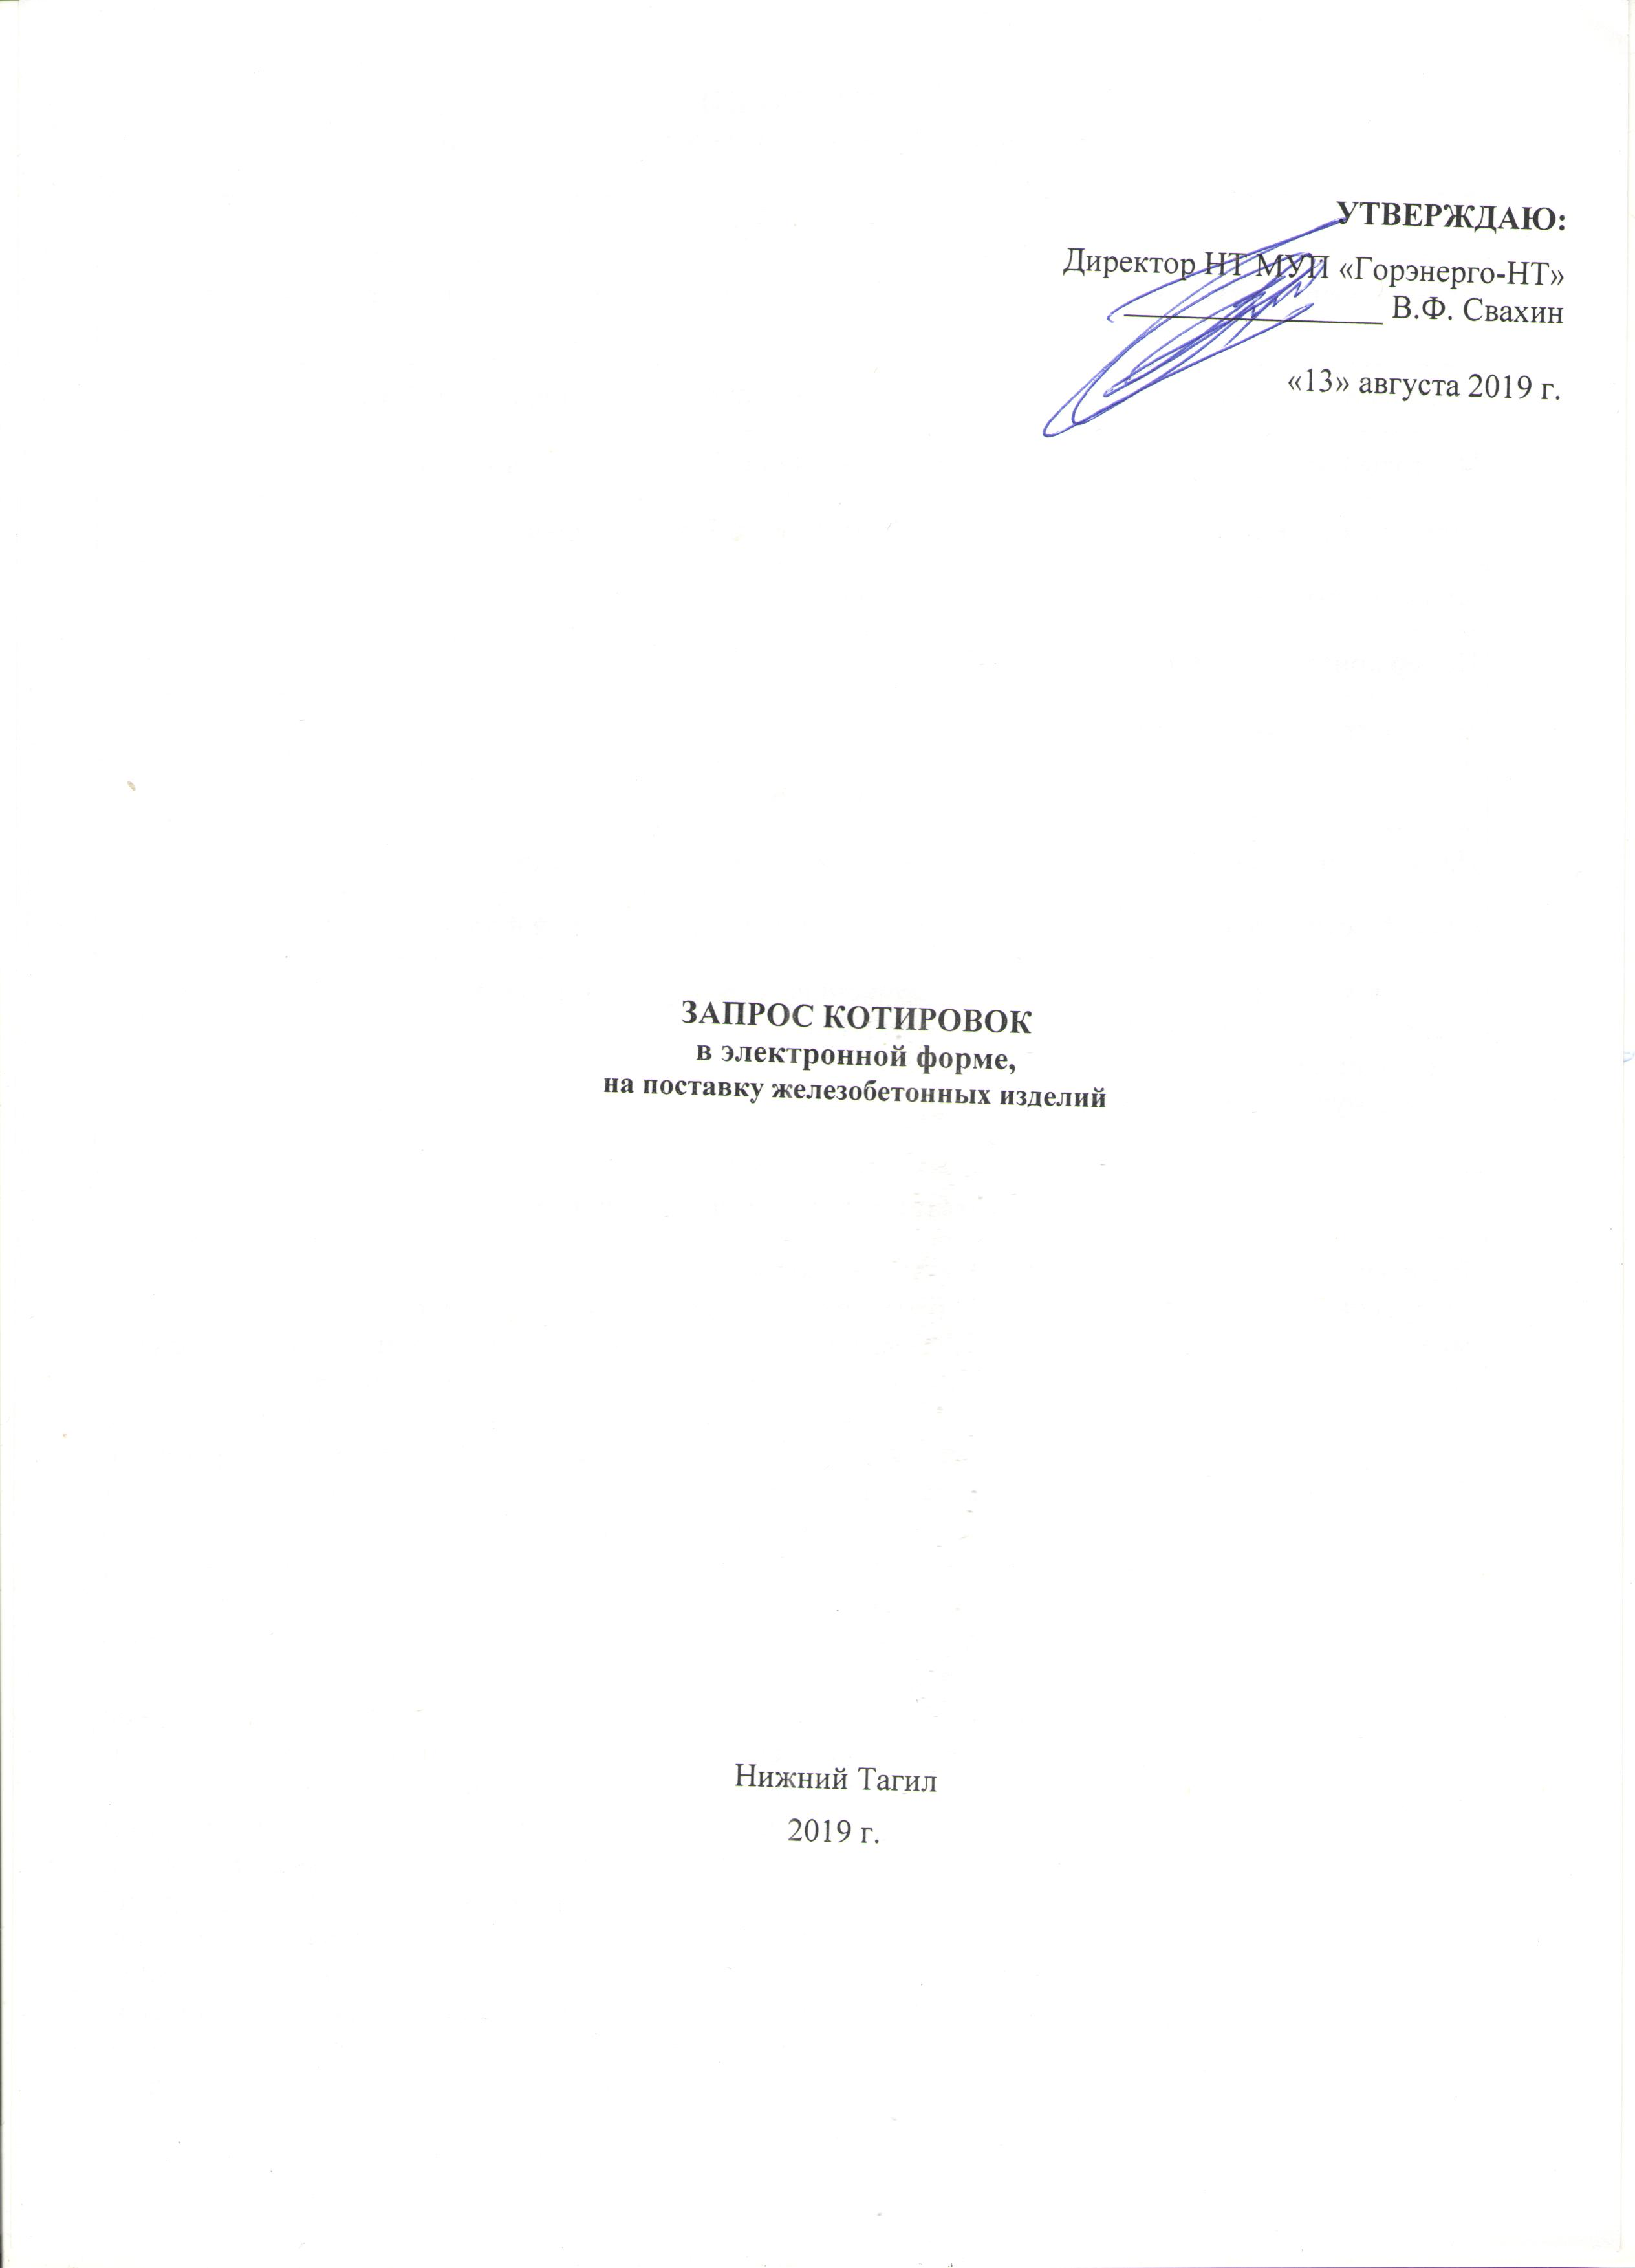 УТВЕРЖДАЮ:
Директор НТ МУП «Горэнерго-НТ»
________________ В.Ф. Свахин
«13» августа 2019 г.
ЗАПРОС КОТИРОВОК
в электронной форме,
на поставку железобетонных изделий
Нижний Тагил
2019 г.